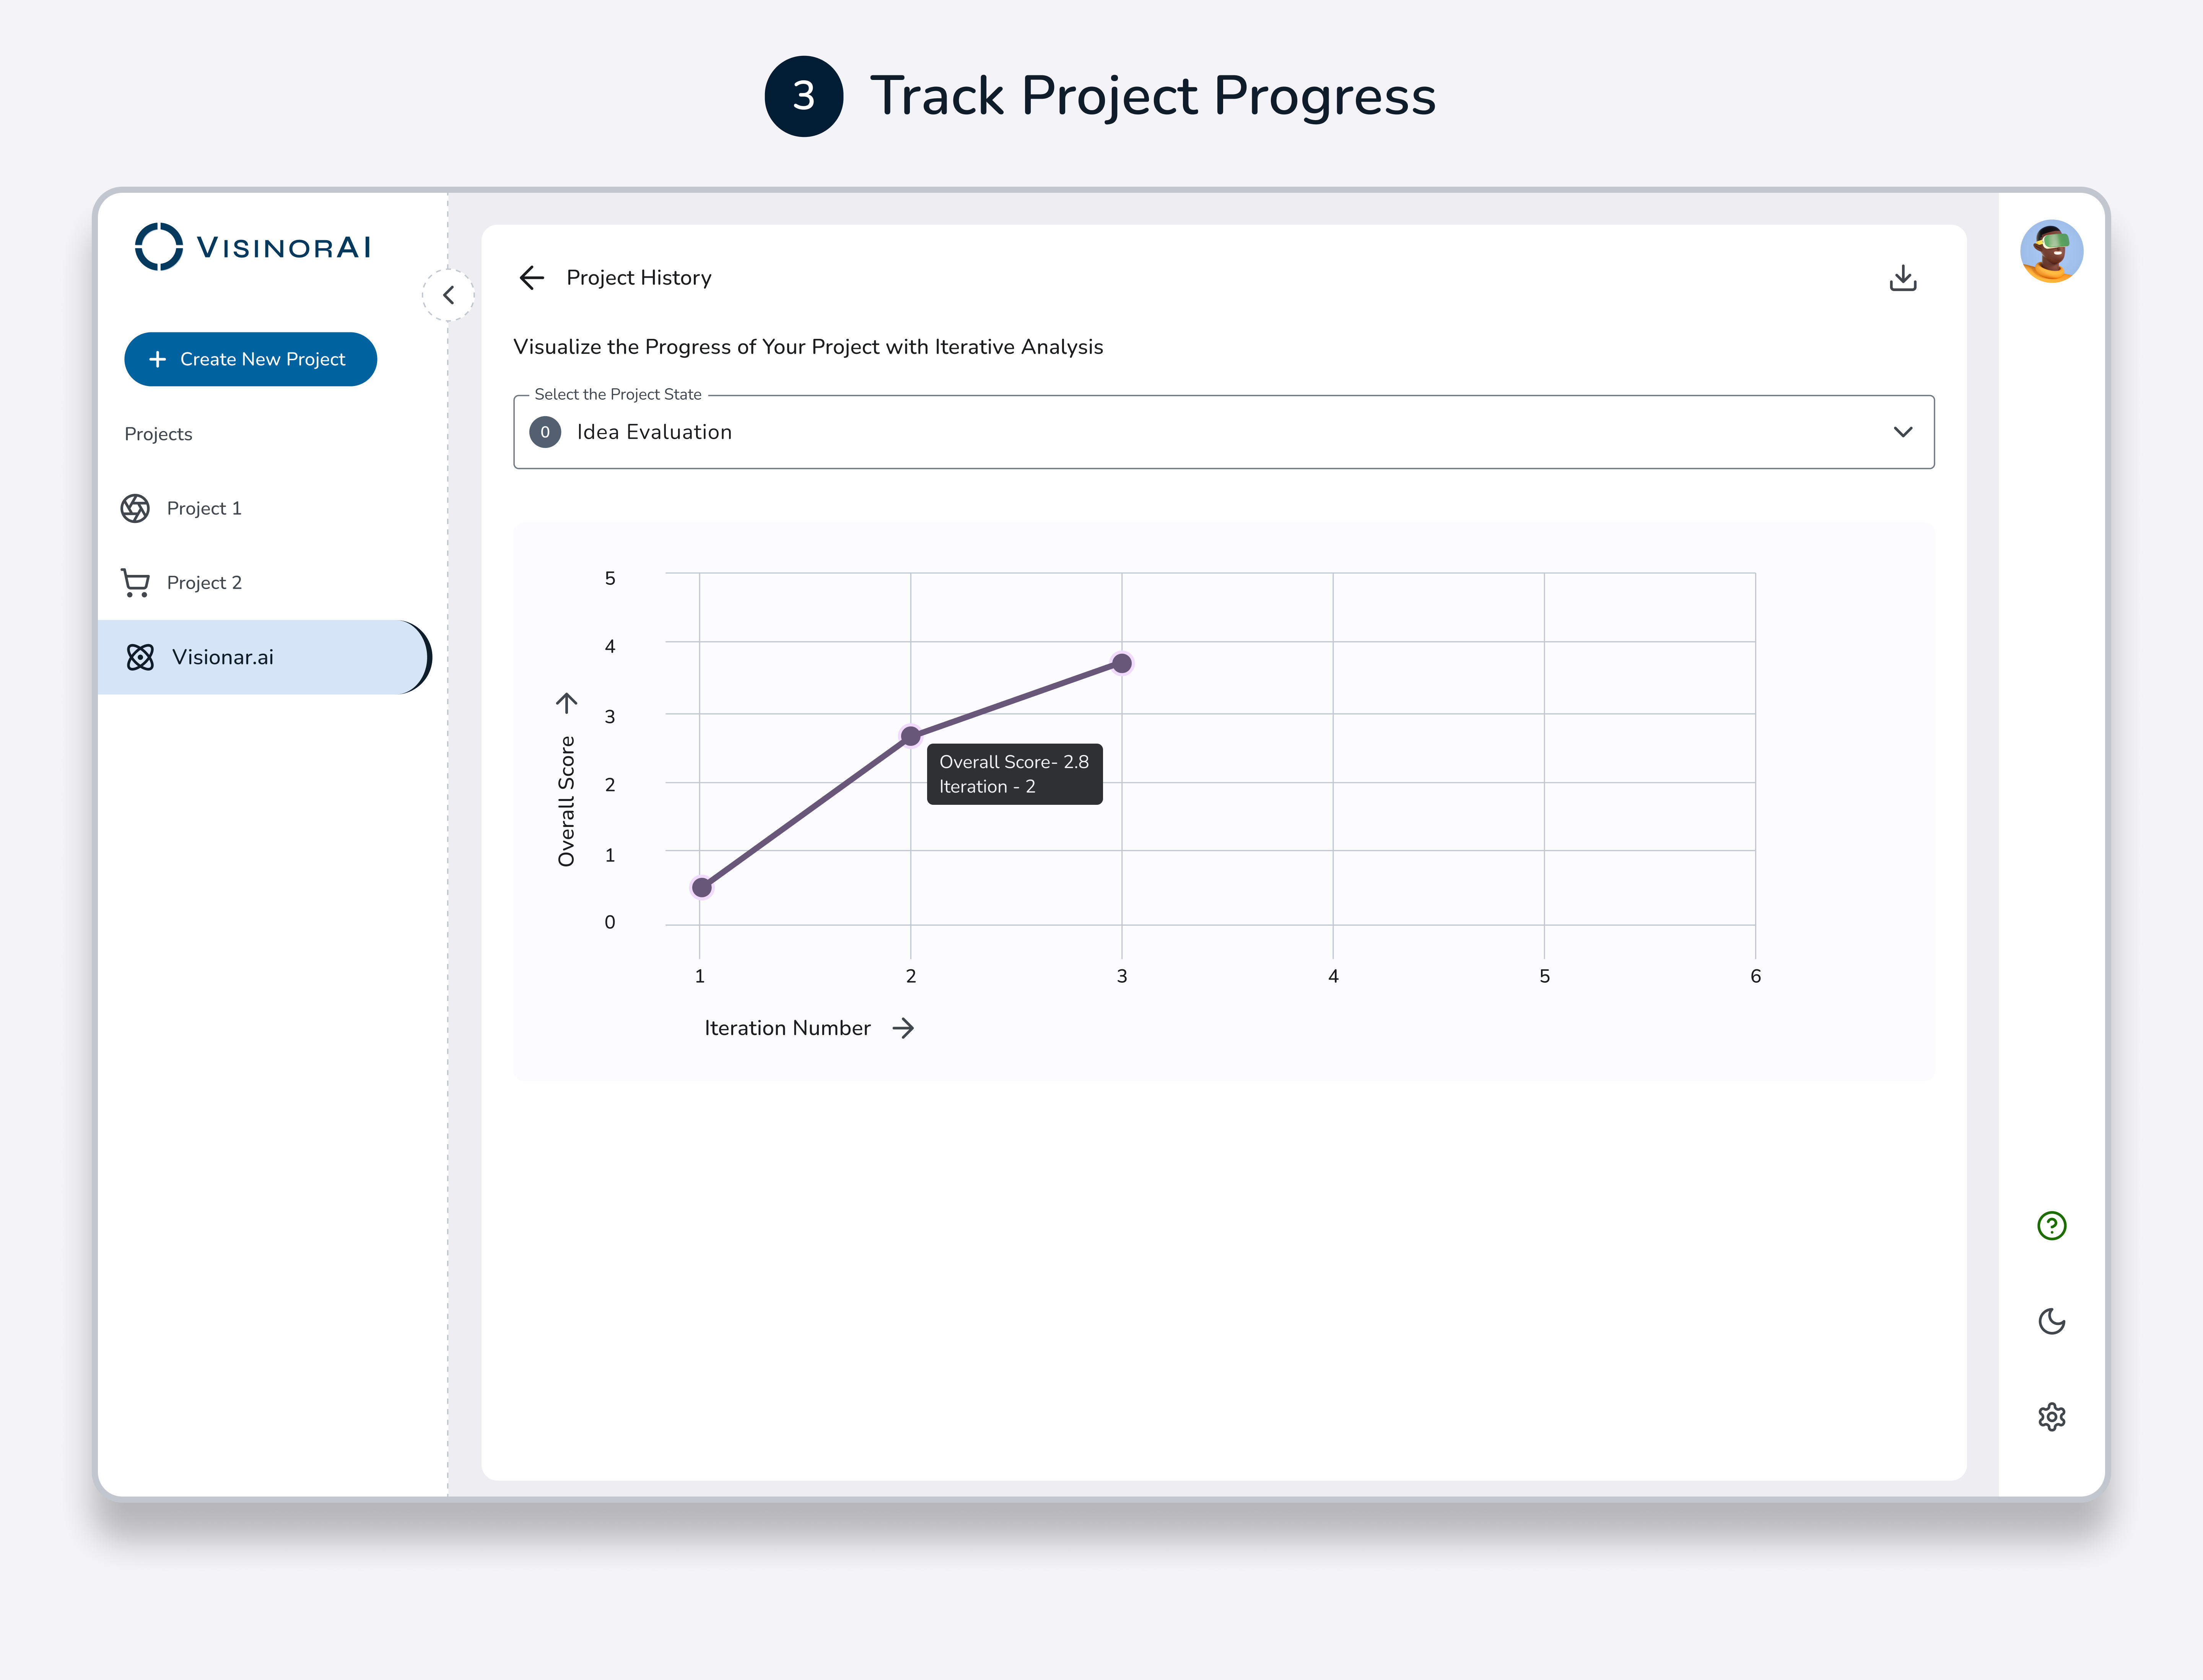 3 Track Project Progress
VISINORAI
Create New Project
Projects
Project 1
Project 2
Visionar.ai
Project History
Visualize the Progress of Your Project with Iterative Analysis
Select the Project State
0 Idea Evaluation
5
4
3
2
1
0
Overall Score
Overall Score- 2.8
Iteration - 2
1 2 3 4 5 6
Iteration Number